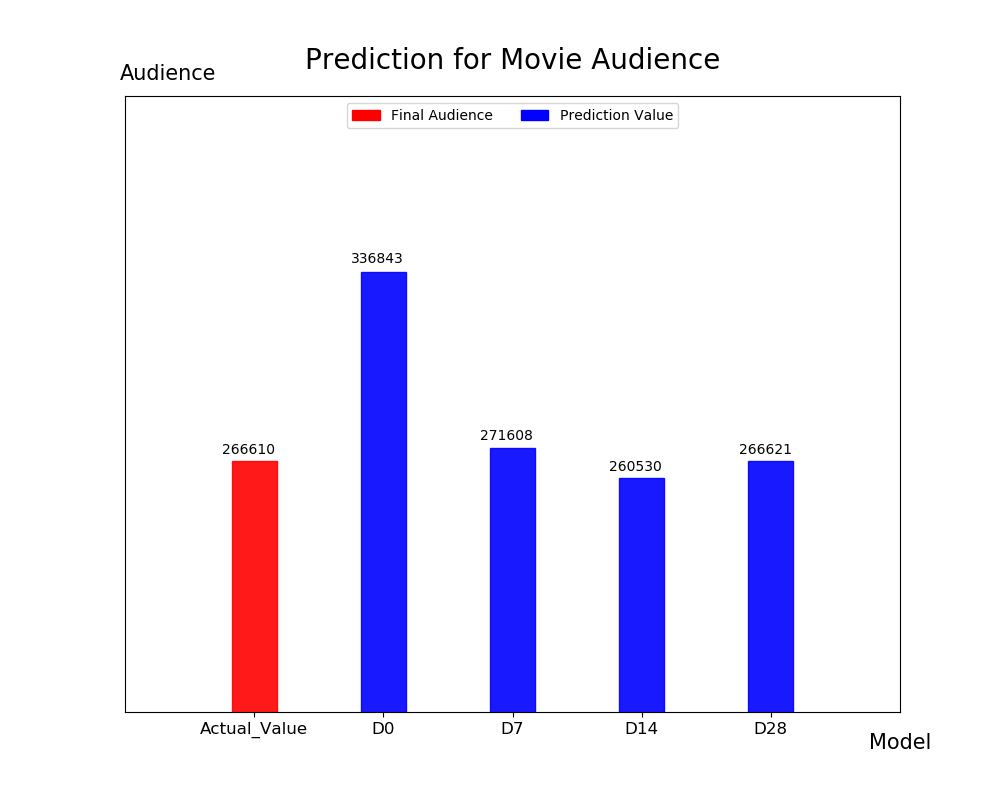 Prediction for Movie Audience
Audience
Final Audience
Prediction Value
336843
266610
271608
260530
266621
Actual_Value
D0
D7
D14
D28
Model